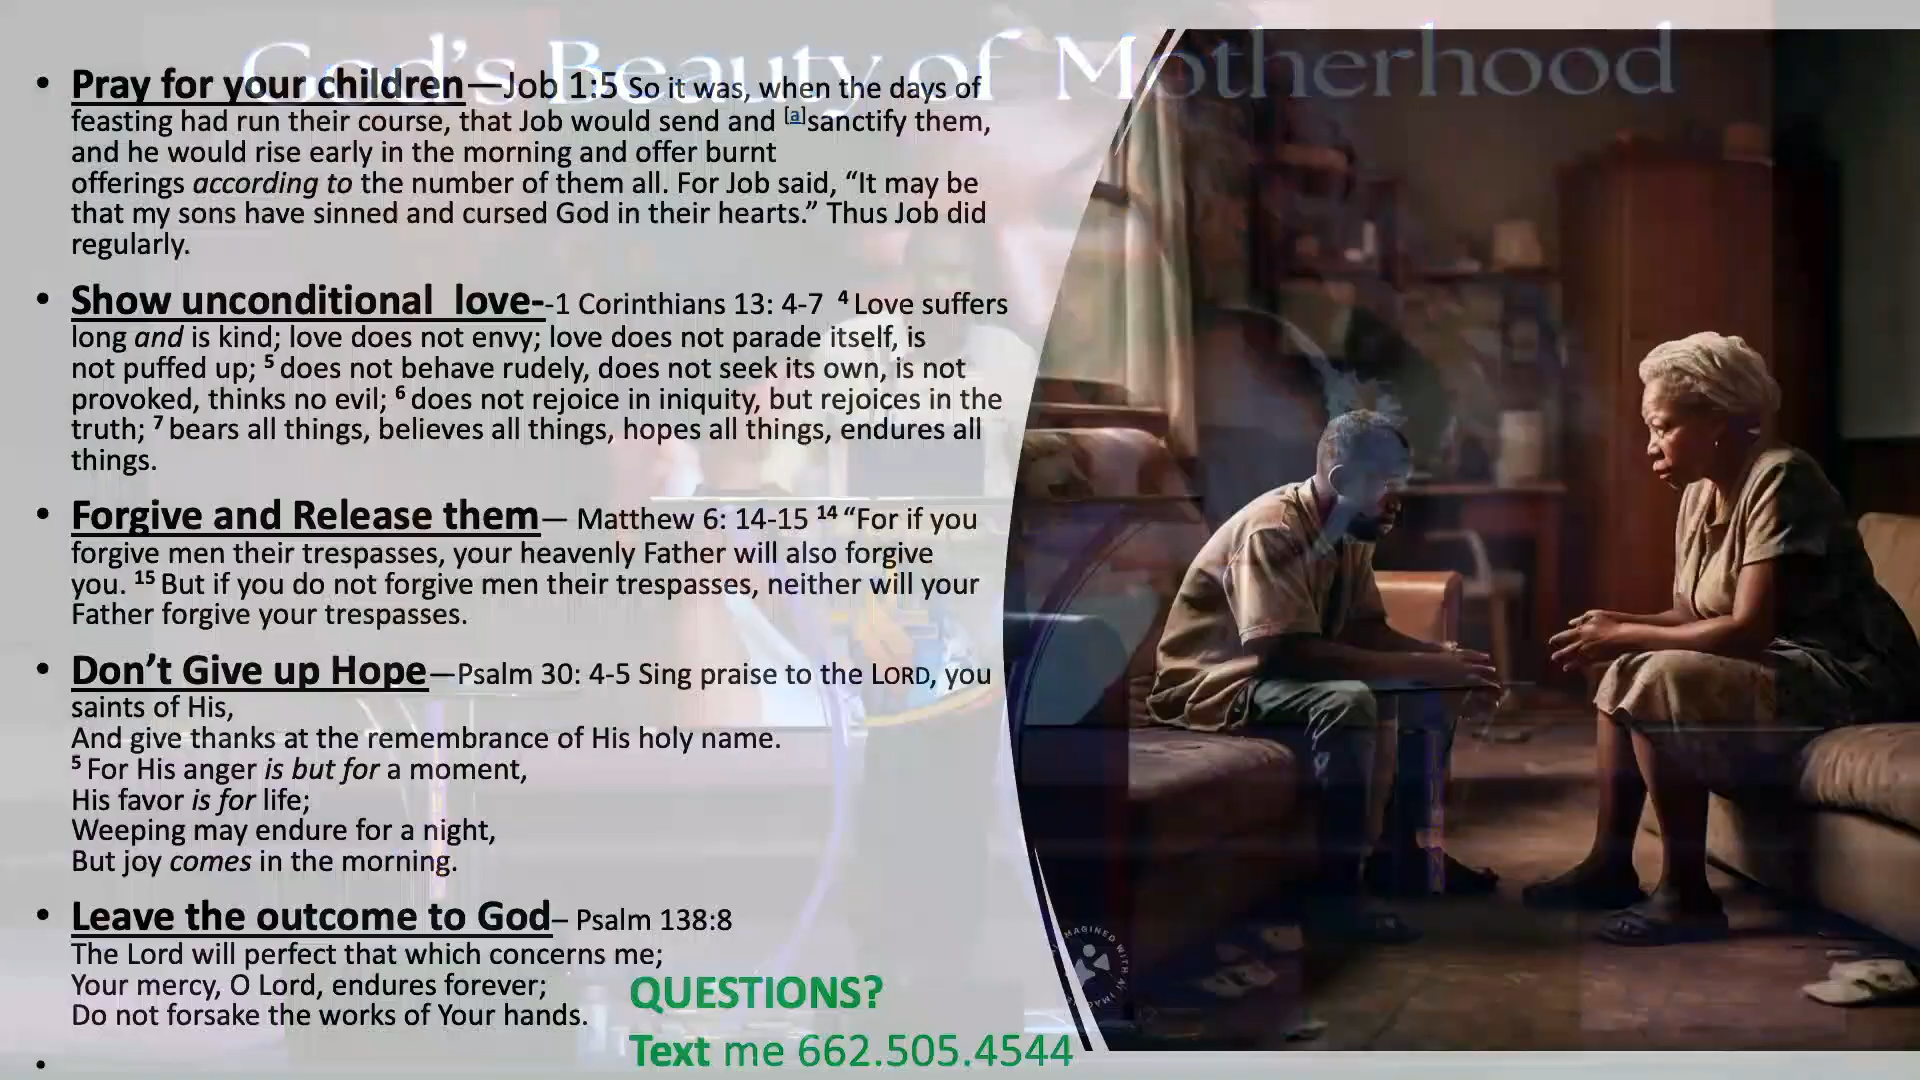 God's Beauty of Motherhood
• Pray for your children—Job 1:5 So it was, when the days of
feasting had run their course, that Job would send and [a]sanctify them,
and he would rise early in the morning and offer burnt
offerings according to the number of them all. For Job said, “It may be
that my sons have sinned and cursed God in their hearts.” Thus Job did
regularly.
• Show unconditional  love--1 Corinthians 13: 4-7  4 Love suffers
long and is kind; love does not envy; love does not parade itself, is
not puffed up; 5 does not behave rudely, does not seek its own, is not
provoked, thinks no evil; 6 does not rejoice in iniquity, but rejoices in the
truth; 7 bears all things, believes all things, hopes all things, endures all
things.
• Forgive and Release them— Matthew 6: 14-15 14 “For if you
forgive men their trespasses, your heavenly Father will also forgive
you. 15 But if you do not forgive men their trespasses, neither will your
Father forgive your trespasses.
• Don’t Give up Hope—Psalm 30: 4-5 Sing praise to the LORD, you
saints of His,
And give thanks at the remembrance of His holy name.
5 For His anger is but for a moment,
His favor is for life;
Weeping may endure for a night,
But joy comes in the morning.
• Leave the outcome to God– Psalm 138:8
The Lord will perfect that which concerns me;
Your mercy, O Lord, endures forever;
Do not forsake the works of Your hands.
•
QUESTIONS?
Text me 662.505.4544
IMAGINED WITH AI